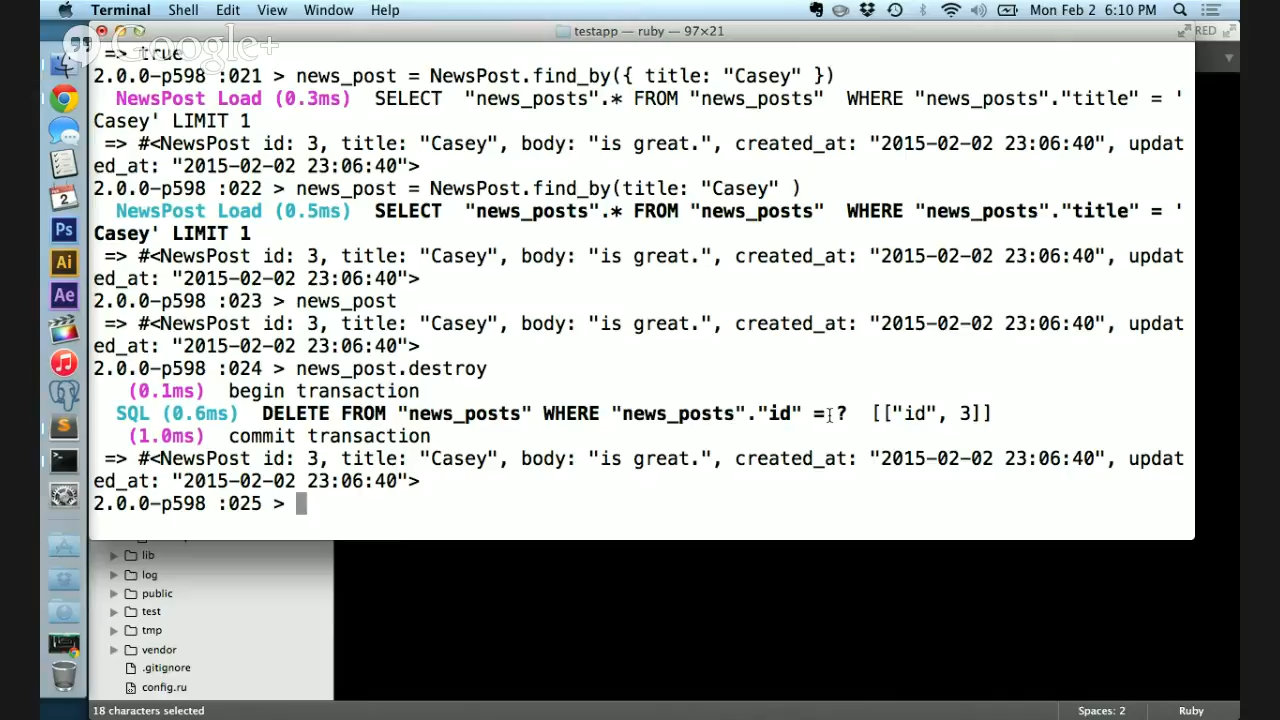 Terminal Shell Edit View Window Help Mon Feb 2 6:10 PM
testapp — ruby — 97×21
RED
Google+
=> true
2.0.0-p598 :021 > news_post = NewsPost.find_by({ title: "Casey" })
NewsPost Load (0.3ms) SELECT "news_posts".* FROM "news_posts" WHERE "news_posts"."title" = '
Casey' LIMIT 1
=> #<NewsPost id: 3, title: "Casey", body: "is great.", created_at: "2015-02-02 23:06:40", updat
ed_at: "2015-02-02 23:06:40">
2.0.0-p598 :022 > news_post = NewsPost.find_by(title: "Casey" )
NewsPost Load (0.5ms) SELECT "news_posts".* FROM "news_posts" WHERE "news_posts"."title" = '
Casey' LIMIT 1
=> #<NewsPost id: 3, title: "Casey", body: "is great.", created_at: "2015-02-02 23:06:40", updat
ed_at: "2015-02-02 23:06:40">
2.0.0-p598 :023 > news_post
=> #<NewsPost id: 3, title: "Casey", body: "is great.", created_at: "2015-02-02 23:06:40", updat
ed_at: "2015-02-02 23:06:40">
2.0.0-p598 :024 > news_post.destroy
(0.1ms) begin transaction
SQL (0.6ms) DELETE FROM "news_posts" WHERE "news_posts"."id" = ? [["id", 3]]
(1.0ms) commit transaction
=> #<NewsPost id: 3, title: "Casey", body: "is great.", created_at: "2015-02-02 23:06:40", updat
ed_at: "2015-02-02 23:06:40">
2.0.0-p598 :025 >
2
Ps
Ai
Ae
S
lib
log
public
test
tmp
vendor
.gitignore
config.ru
18 characters selected Spaces: 2 Ruby